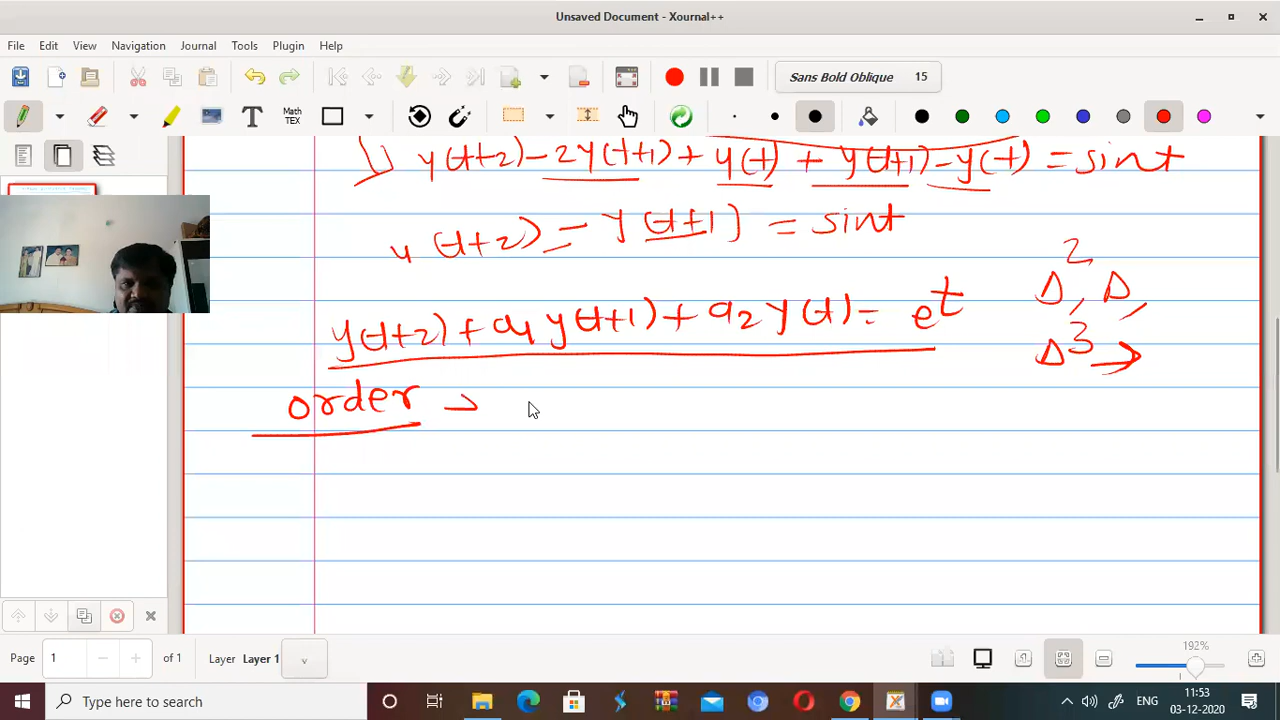 Unsaved Document - Xournal++
File Edit View Navigation Journal Tools Plugin Help
Sans Bold Oblique 15
T Math TEX
y(t+2) - 2y(t+1) + y(t) + y(t+1) - y(t) = sint
y(t+2) - y(t+1) = sint
Δ², Δ,
y(t+2) + a₁y(t+1) + a₂y(t) = e^t
Δ³ →
order →
Page 1 of 1 Layer Layer 1 192%
Type here to search
ENG 11:53 03-12-2020